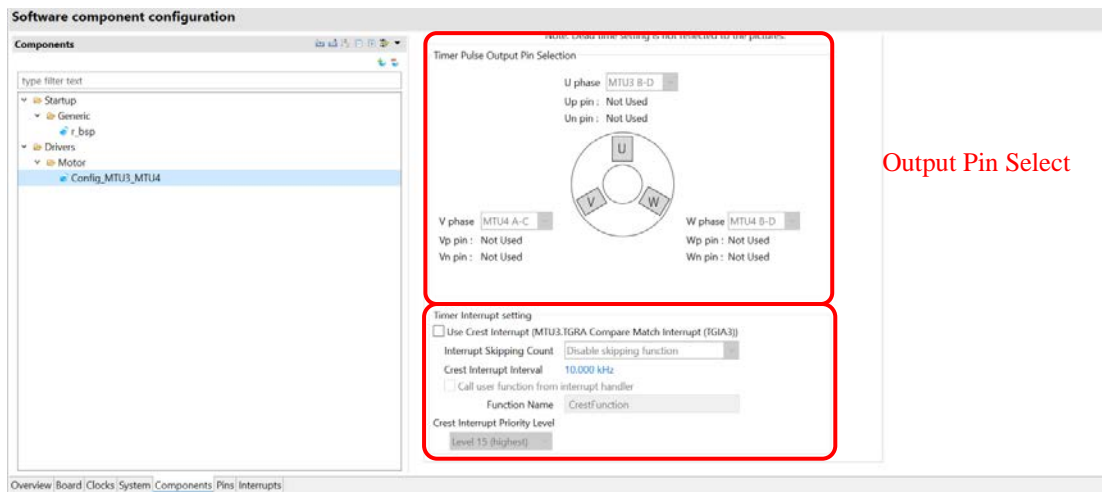 Software component configuration
Components
type filter text
Startup
Generic
r_bsp
Drivers
Motor
Config_MTU3_MTU4
Note: Dead time setting is not reflected to the pictures.
Timer Pulse Output Pin Selection
U phase MTU3 B-D
Up pin : Not Used
Un pin : Not Used
U
V
W
Output Pin Select
V phase MTU4 A-C
Vp pin : Not Used
Vn pin : Not Used
W phase MTU4 B-D
Wp pin : Not Used
Wn pin : Not Used
Timer Interrupt setting
Use Crest Interrupt (MTU3.TGRA Compare Match Interrupt (TGIA3))
Interrupt Skipping Count Disable skipping function
Crest Interrupt Interval 10.000 kHz
Call user function from interrupt handler
Function Name CrestFunction
Crest Interrupt Priority Level
Level 15 (highest)
Overview Board Clocks System Components Pins Interrupts